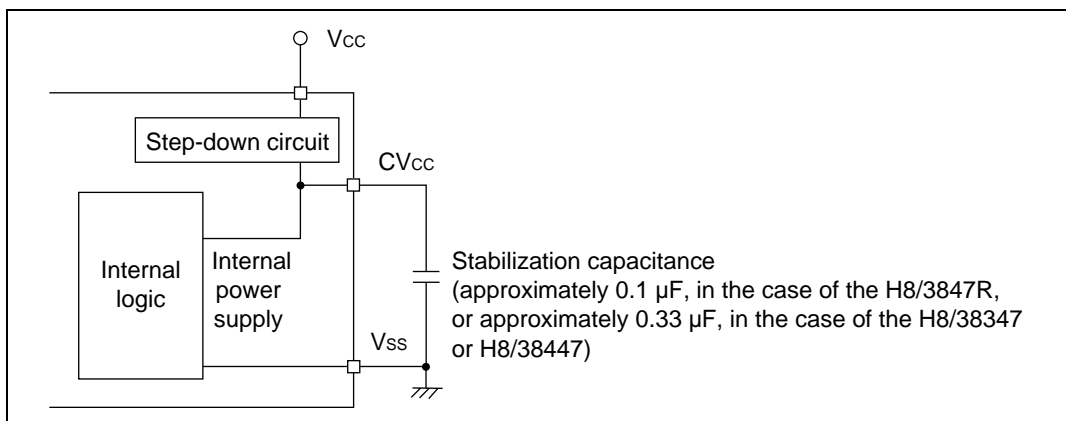 Vcc
Step-down circuit
CVcc
Internal
logic
Internal
power
supply
Stabilization capacitance
(approximately 0.1 µF, in the case of the H8/3847R,
or approximately 0.33 µF, in the case of the H8/38347
or H8/38447)
Vss